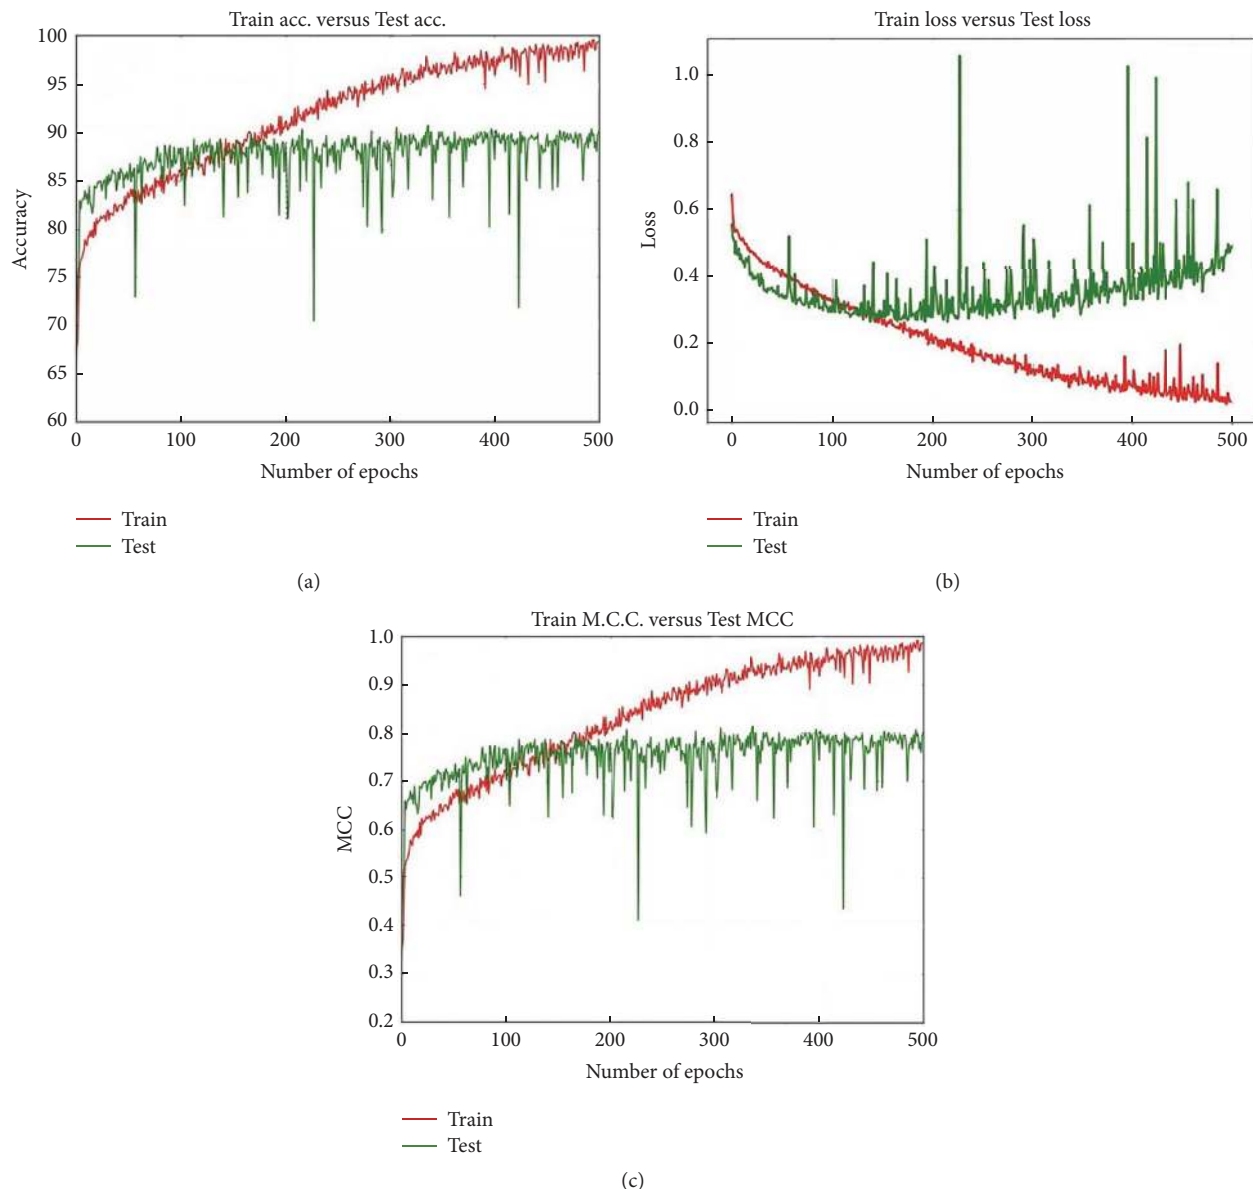 Train acc. versus Test acc.
100
95
90
85
80
75
70
65
60
Accuracy
0
100
200
300
400
500
Number of epochs
Train
Test
(a)
Train loss versus Test loss
1.0
0.8
0.6
0.4
0.2
0.0
Loss
0
100
200
300
400
500
Number of epochs
Train
Test
(b)
Train M.C.C. versus Test MCC
1.0
0.9
0.8
0.7
0.6
0.5
0.4
0.3
0.2
MCC
0
100
200
300
400
500
Number of epochs
Train
Test
(c)